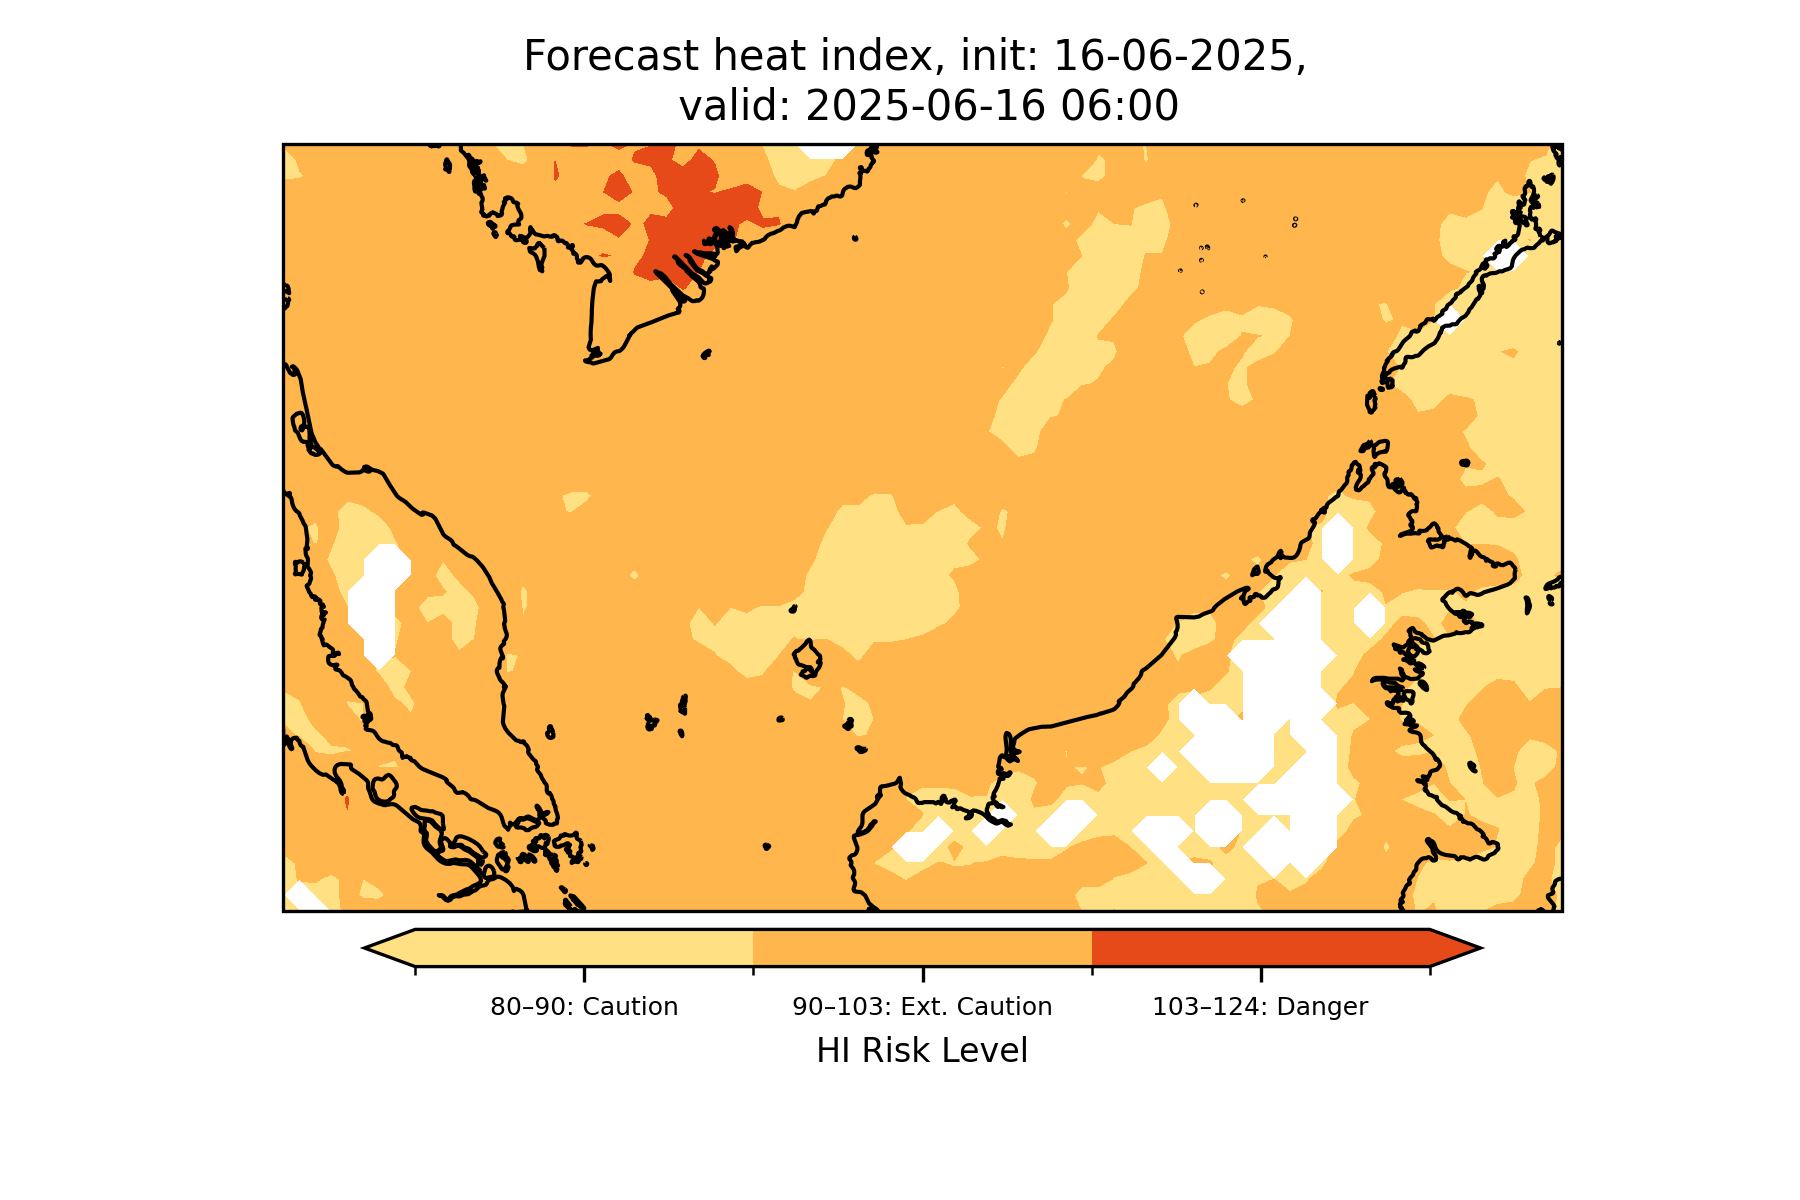 Forecast heat index, init: 16-06-2025,
valid: 2025-06-16 06:00
80–90: Caution
90–103: Ext. Caution
103–124: Danger
HI Risk Level